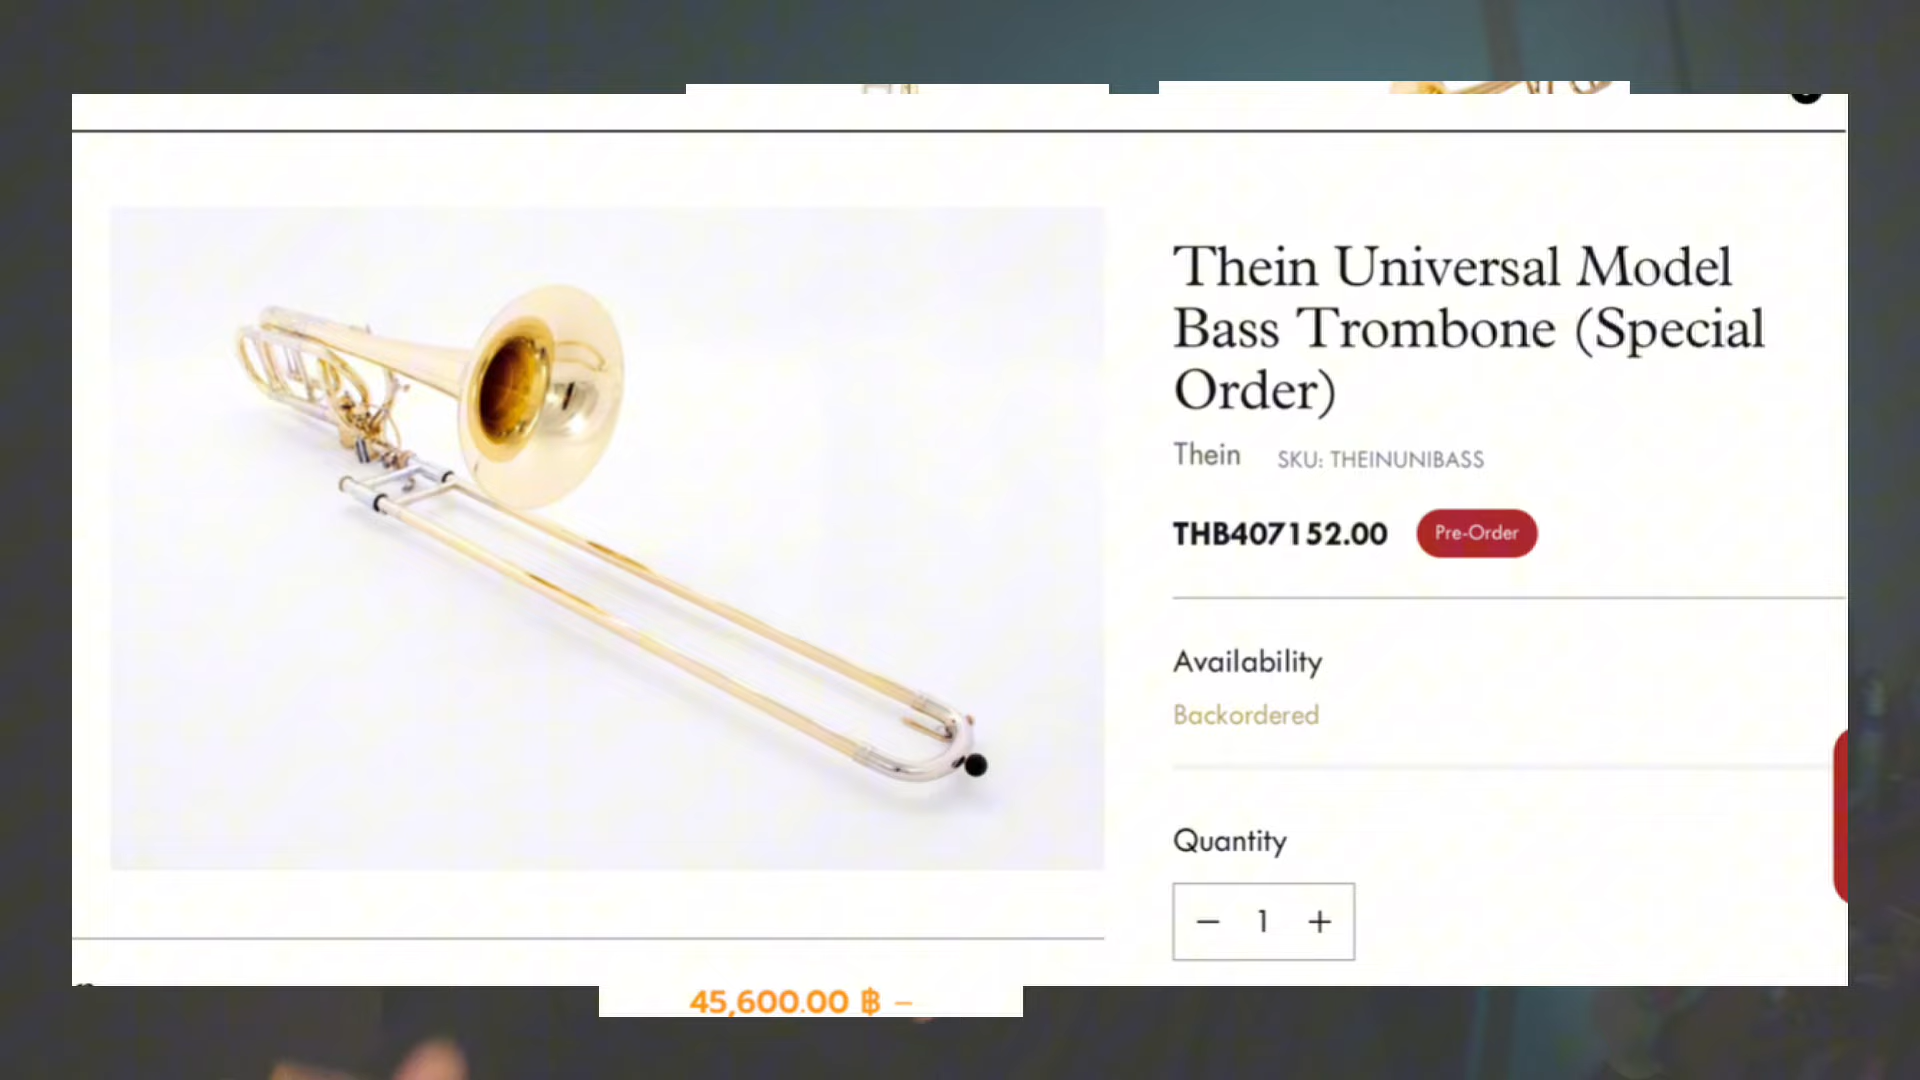 Thein Universal Model
Bass Trombone (Special
Order)
Thein SKU: THEINUNIBASS
THB407152.00 Pre-Order
Availability
Backordered
Quantity
− 1 +
45,600.00 ฿ –